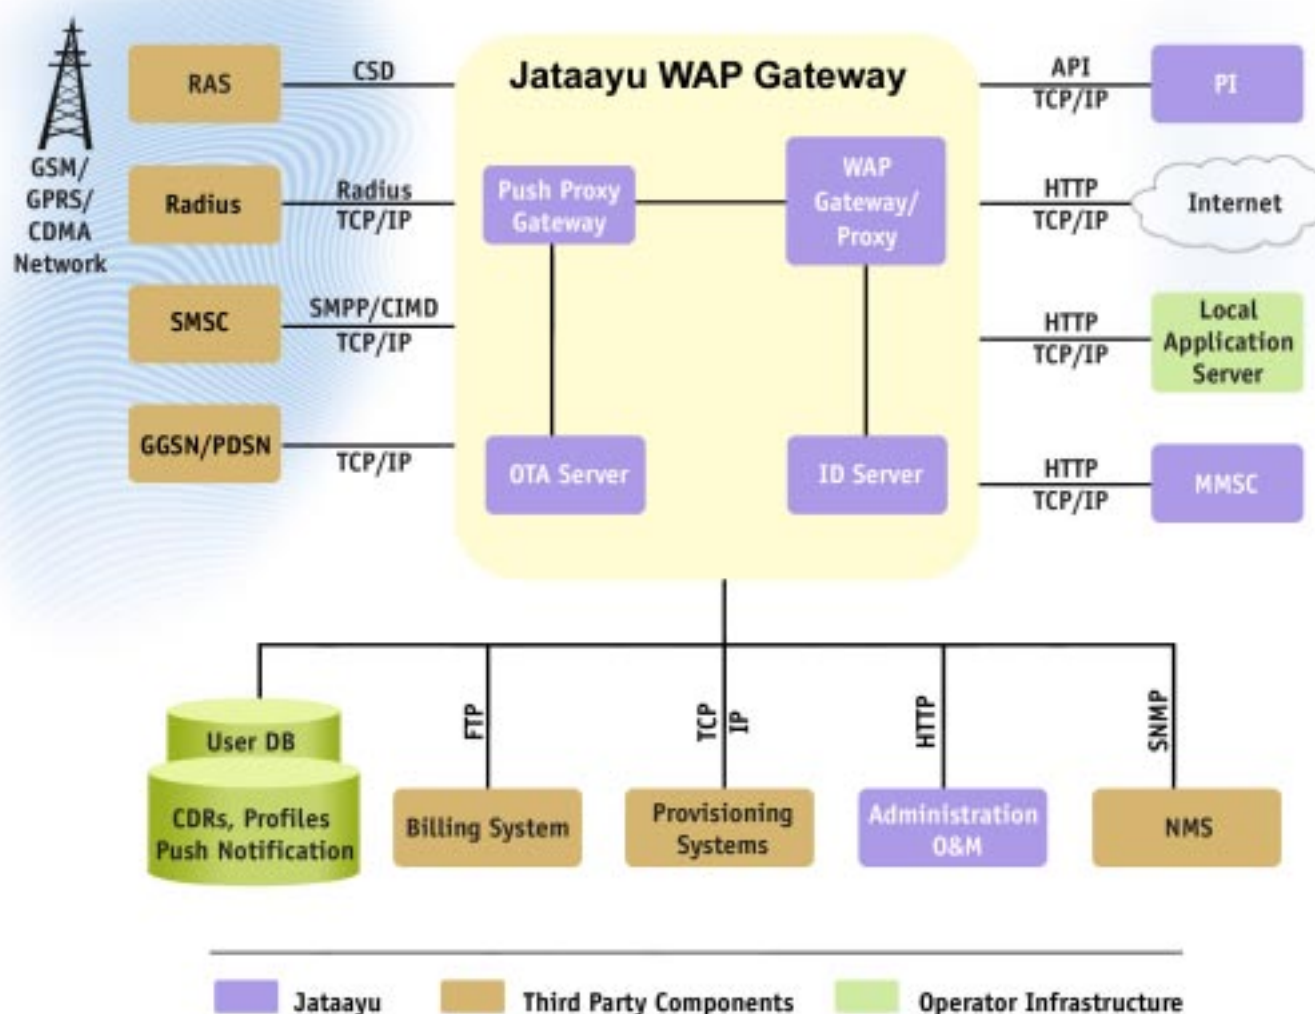 Jataayu WAP Gateway
GSM/
GPRS/
CDMA
Network
RAS
CSD
Radius
Radius
TCP/IP
SMSC
SMPP/CIMD
TCP/IP
GGSN/PDSN
TCP/IP
Push Proxy
Gateway
WAP
Gateway/
Proxy
OTA Server
ID Server
API
TCP/IP
PI
HTTP
TCP/IP
Internet
HTTP
TCP/IP
Local
Application
Server
HTTP
TCP/IP
MMSC
User DB
CDRs, Profiles
Push Notification
FTP
Billing System
TCP
IP
Provisioning
Systems
HTTP
Administration
O&M
SNMP
NMS
Jataayu
Third Party Components
Operator Infrastructure